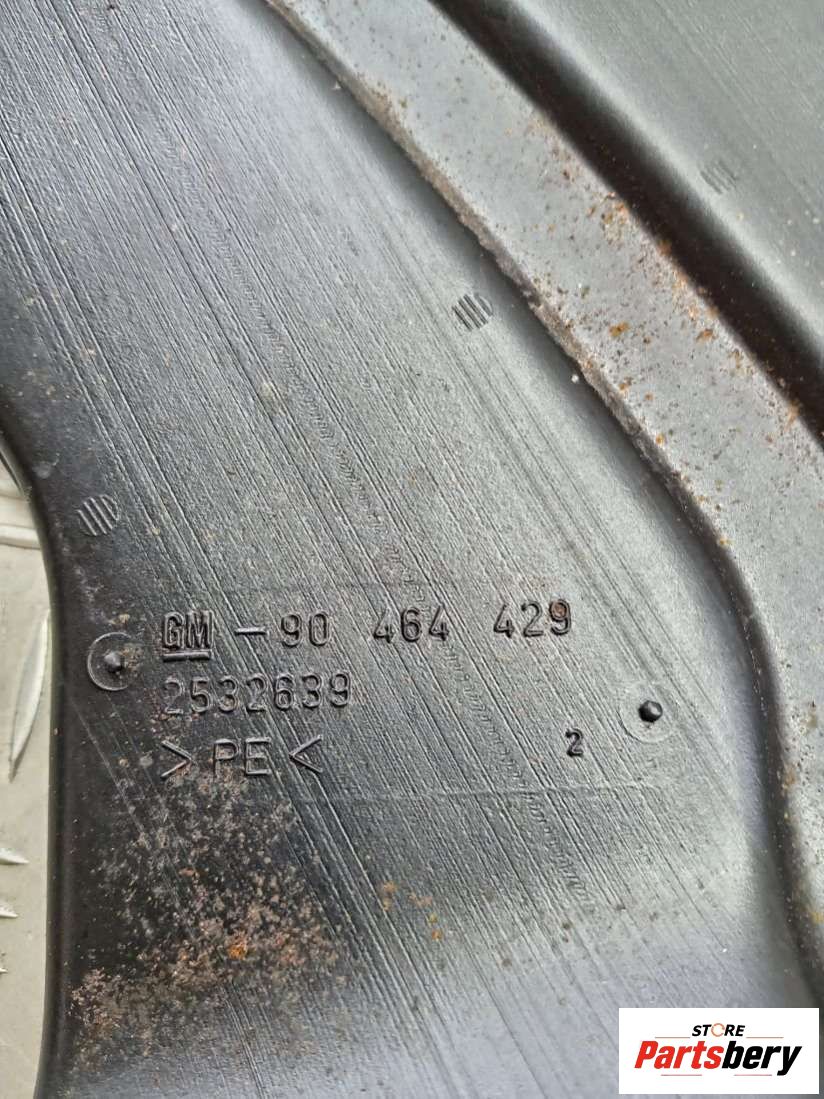 GM - 90 464 429
2532639
> PE <
2
STORE
Partsbery